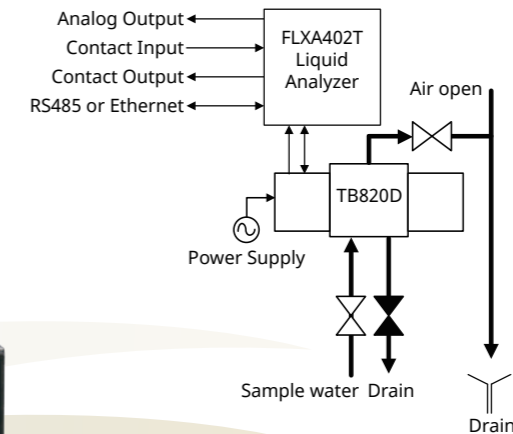 Analog Output
Contact Input
Contact Output
RS485 or Ethernet
FLXA402T
Liquid
Analyzer
Air open
TB820D
Power Supply
Sample water
Drain
Drain